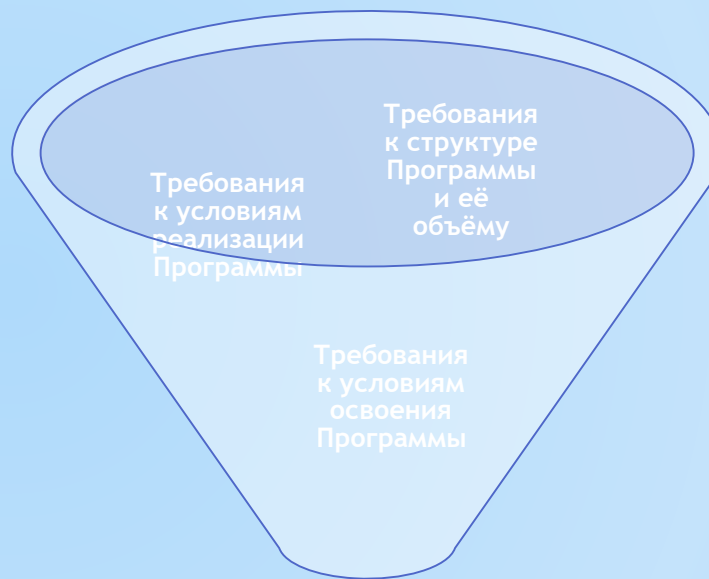 Требования
к структуре
Программы
и её
объёму
Требования
к условиям
реализации
Программы
Требования
к условиям
освоения
Программы